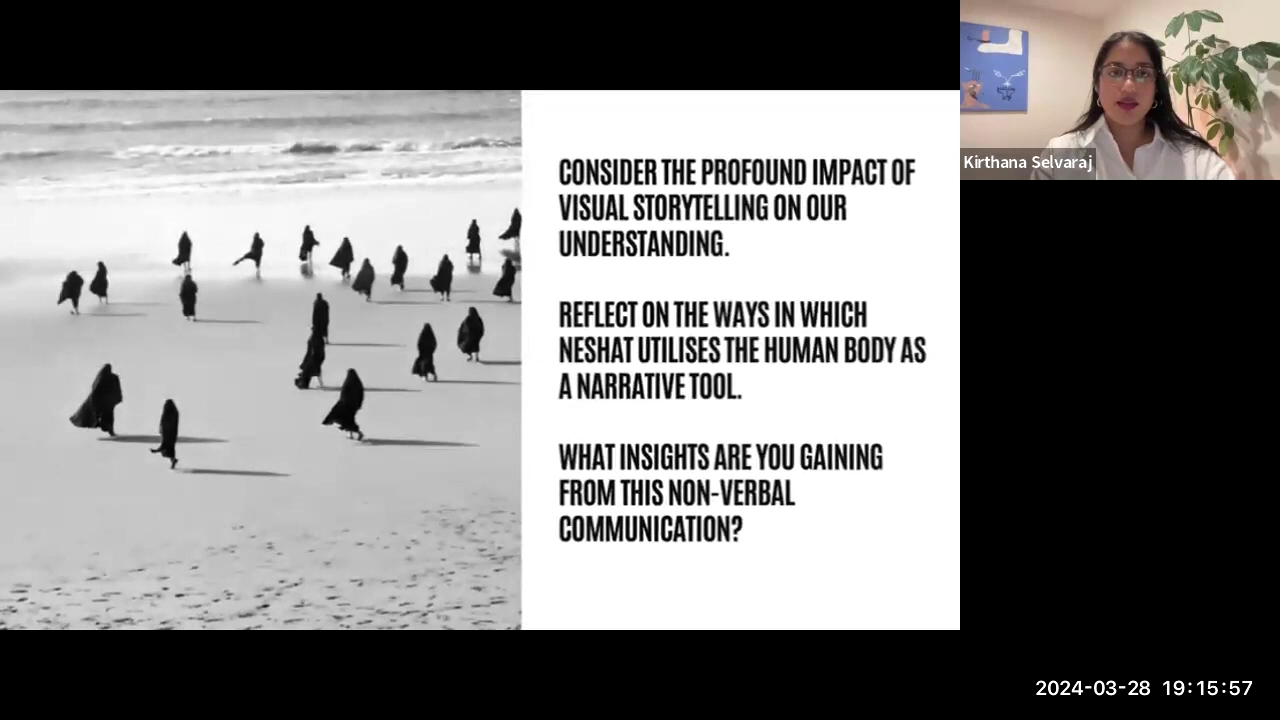 CONSIDER THE PROFOUND IMPACT OF
VISUAL STORYTELLING ON OUR
UNDERSTANDING.
REFLECT ON THE WAYS IN WHICH
NESHAT UTILISES THE HUMAN BODY AS
A NARRATIVE TOOL.
WHAT INSIGHTS ARE YOU GAINING
FROM THIS NON-VERBAL
COMMUNICATION?
Kirthana Selvaraj
2024-03-28 19:15:57